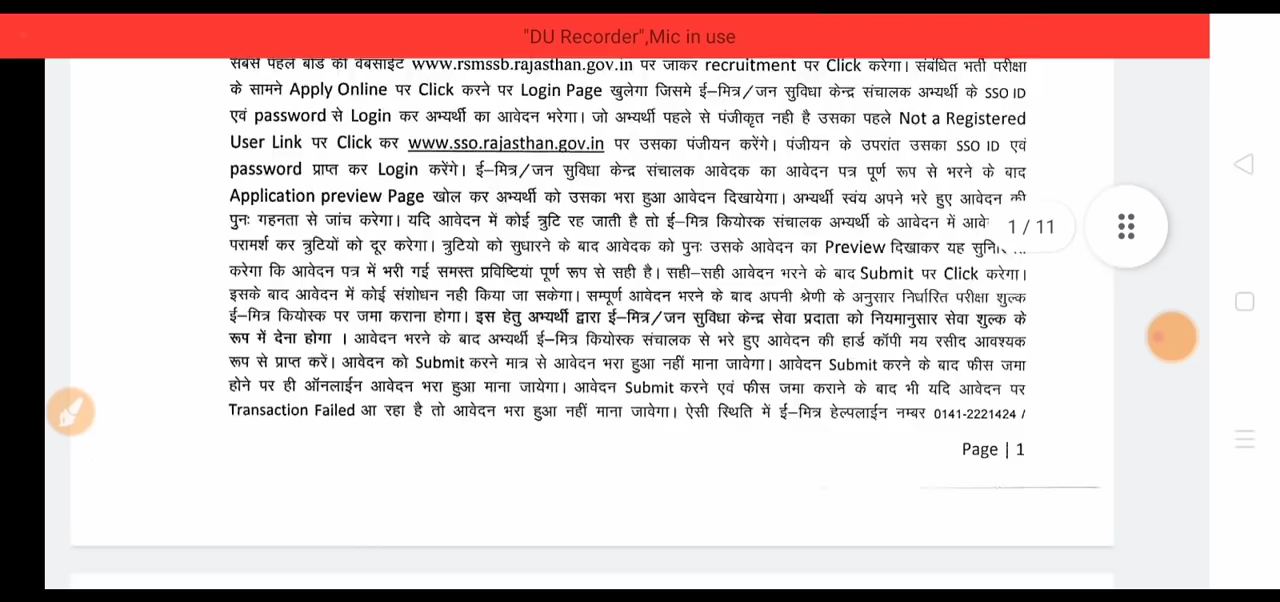 "DU Recorder",Mic in use
सबसे पहले बोर्ड की वेबसाईट www.rsmssb.rajasthan.gov.in पर जाकर recruitment पर Click करेगा। संबंधित भर्ती परीक्षा
के सामने Apply Online पर Click करने पर Login Page खुलेगा जिसमे ई–मित्र/जन सुविधा केन्द्र संचालक अभ्यर्थी के SSO ID
एवं password से Login कर अभ्यर्थी का आवेदन भरेगा। जो अभ्यर्थी पहले से पंजीकृत नही है उसका पहले Not a Registered
User Link पर Click कर www.sso.rajasthan.gov.in पर उसका पंजीयन करेंगे। पंजीयन के उपरांत उसका SSO ID एवं
password प्राप्त कर Login करेंगे। ई–मित्र/जन सुविधा केन्द्र संचालक आवेदक का आवेदन पत्र पूर्ण रूप से भरने के बाद
Application preview Page खोल कर अभ्यर्थी को उसका भरा हुआ आवेदन दिखायेगा। अभ्यर्थी स्वंय अपने भरे हुए आवेदन की
पुनः गहनता से जांच करेगा। यदि आवेदन में कोई त्रुटि रह जाती है तो ई–मित्र कियोस्क संचालक अभ्यर्थी के आवेदन में
1 / 11
परामर्श कर त्रुटियों को दूर करेगा। त्रुटियो को सुधारने के बाद आवेदक को पुनः उसके आवेदन का Preview दिखाकर यह
करेगा कि आवेदन पत्र में भरी गई समस्त प्रविष्टियां पूर्ण रूप से सही है। सही–सही आवेदन भरने के बाद Submit पर Click करेगा।
इसके बाद आवेदन में कोई संशोधन नही किया जा सकेगा। सम्पूर्ण आवेदन भरने के बाद अपनी श्रेणी के अनुसार निर्धारित परीक्षा शुल्क
ई–मित्र कियोस्क पर जमा कराना होगा। इस हेतु अभ्यर्थी द्वारा ई–मित्र/जन सुविधा केन्द्र सेवा प्रदाता को नियमानुसार सेवा शुल्क के
रूप में देना होगा । आवेदन भरने के बाद अभ्यर्थी ई–मित्र कियोस्क संचालक से भरे हुए आवेदन की हार्ड कॉपी मय रसीद आवश्यक
रूप से प्राप्त करें। आवेदन को Submit करने मात्र से आवेदन भरा हुआ नहीं माना जावेगा। आवेदन Submit करने के बाद फीस जमा
होने पर ही ऑनलाईन आवेदन भरा हुआ माना जायेगा। आवेदन Submit करने एवं फीस जमा कराने के बाद भी यदि आवेदन पर
Transaction Failed आ रहा है तो आवेदन भरा हुआ नहीं माना जावेगा। ऐसी स्थिति में ई–मित्र हेल्पलाईन नम्बर 0141-2221424 /
Page | 1